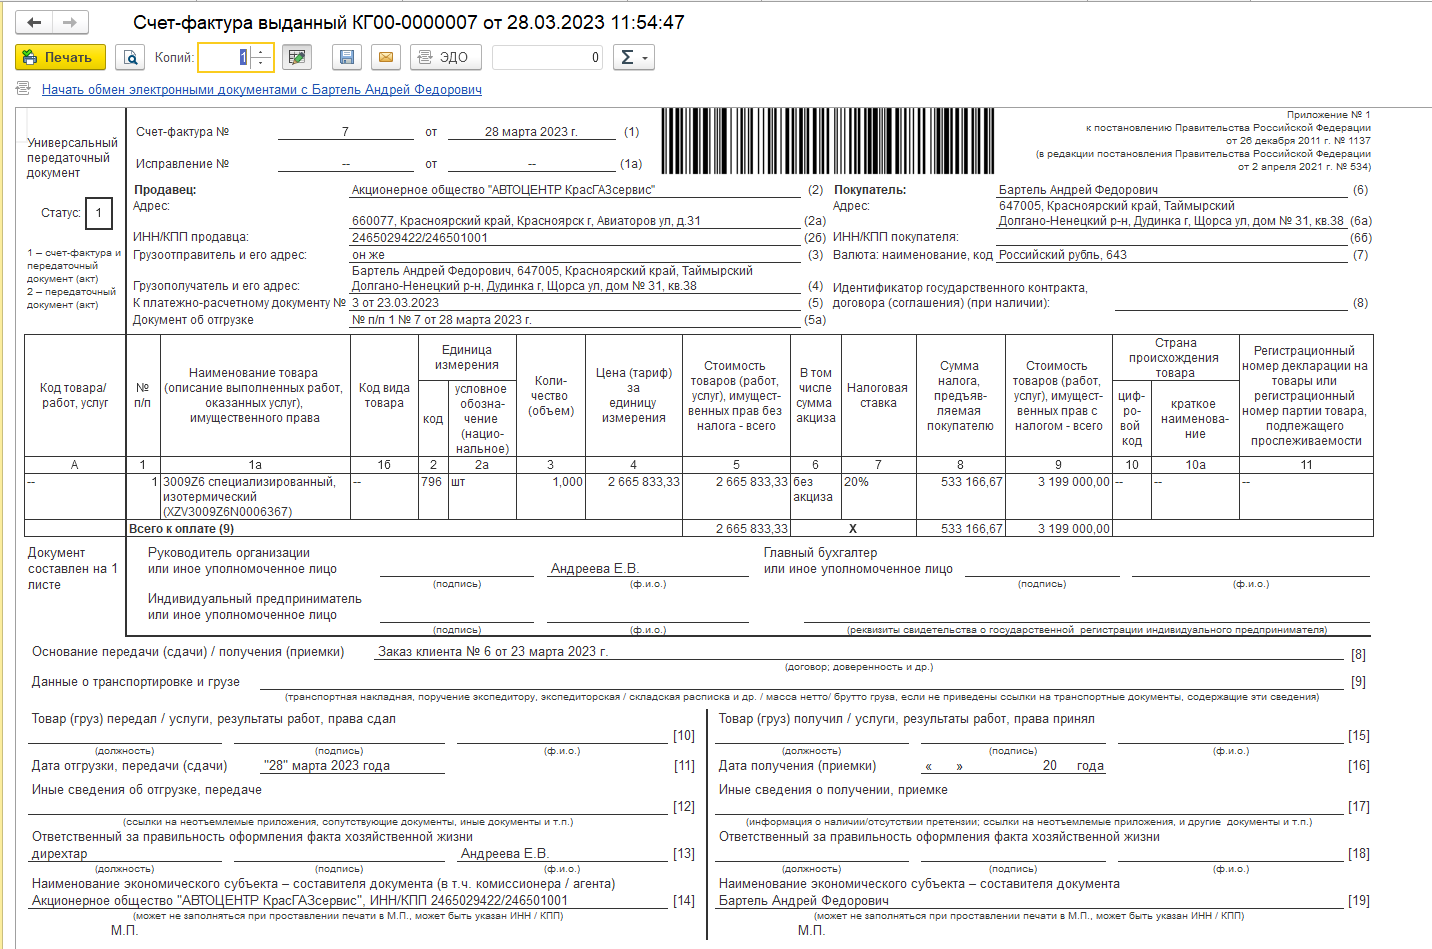 Счет-фактура выданный КГ00-0000007 от 28.03.2023 11:54:47
Печать Копий: 1 ЭДО 0 Σ
Начать обмен электронными документами с Бартель Андрей Федорович
Универсальный
передаточный
документ
Статус: 1
1 – счет-фактура и
передаточный
документ (акт)
2 – передаточный
документ (акт)
Счет-фактура № 7 от 28 марта 2023 г. (1)
Исправление № -- от -- (1а)
Приложение № 1
к постановлению Правительства Российской Федерации
от 26 декабря 2011 г. № 1137
(в редакции постановления Правительства Российской Федерации
от 2 апреля 2021 г. № 534)
Продавец: Акционерное общество "АВТОЦЕНТР КрасГАЗсервис" (2)
Адрес:
660077, Красноярский край, Красноярск г, Авиаторов ул, д.31 (2а)
ИНН/КПП продавца: 2465029422/246501001 (2б)
Грузоотправитель и его адрес: он же (3)
Бартель Андрей Федорович, 647005, Красноярский край, Таймырский
Грузополучатель и его адрес: Долгано-Ненецкий р-н, Дудинка г, Щорса ул, дом № 31, кв.38 (4)
К платежно-расчетному документу № 3 от 23.03.2023 (5)
Документ об отгрузке № п/п 1 № 7 от 28 марта 2023 г. (5а)
Покупатель: Бартель Андрей Федорович (6)
Адрес: 647005, Красноярский край, Таймырский
Долгано-Ненецкий р-н, Дудинка г, Щорса ул, дом № 31, кв.38 (6а)
ИНН/КПП покупателя: (6б)
Валюта: наименование, код Российский рубль, 643 (7)
Идентификатор государственного контракта,
договора (соглашения) (при наличии): (8)
Код товара/
работ, услуг
№
п/п
Наименование товара
(описание выполненных работ,
оказанных услуг),
имущественного права
Код вида
товара
Единица
измерения
код
условное
обозна-
чение
(нацио-
нальное)
Коли-
чество
(объем)
Цена (тариф)
за
единицу
измерения
Стоимость
товаров (работ,
услуг), имущест-
венных прав без
налога - всего
В том
числе
сумма
акциза
Налоговая
ставка
Сумма
налога,
предъяв-
ляемая
покупателю
Стоимость
товаров (работ,
услуг), имущест-
венных прав с
налогом - всего
Страна
происхождения
товара
циф-
ро-
вой
код
краткое
наименова-
ние
Регистрационный
номер декларации на
товары или
регистрационный
номер партии товара,
подлежащего
прослеживаемости
А 1 1а 1б 2 2а 3 4 5 6 7 8 9 10 10а 11
-- 1 3009Z6 специализированный, -- 796 шт 1,000 2 665 833,33 2 665 833,33 без 20% 533 166,67 3 199 000,00 -- -- --
изотермический акциза
(XZV3009Z6N0006367)
Всего к оплате (9) 2 665 833,33 X 533 166,67 3 199 000,00
Документ
составлен на 1
листе
Руководитель организации
или иное уполномоченное лицо Андреева Е.В.
(подпись) (ф.и.о.)
Главный бухгалтер
или иное уполномоченное лицо
(подпись) (ф.и.о.)
Индивидуальный предприниматель
или иное уполномоченное лицо
(подпись) (ф.и.о.) (реквизиты свидетельства о государственной регистрации индивидуального предпринимателя)
Основание передачи (сдачи) / получения (приемки) Заказ клиента № 6 от 23 марта 2023 г. [8]
(договор; доверенность и др.)
Данные о транспортировке и грузе [9]
(транспортная накладная, поручение экспедитору, экспедиторская / складская расписка и др. / масса нетто/ брутто груза, если не приведены ссылки на транспортные документы, содержащие эти сведения)
Товар (груз) передал / услуги, результаты работ, права сдал
[10]
(должность) (подпись) (ф.и.о.)
Дата отгрузки, передачи (сдачи) "28" марта 2023 года [11]
Иные сведения об отгрузке, передаче
[12]
(ссылки на неотъемлемые приложения, сопутствующие документы, иные документы и т.п.)
Ответственный за правильность оформления факта хозяйственной жизни
директар Андреева Е.В. [13]
(должность) (подпись) (ф.и.о.)
Наименование экономического субъекта – составителя документа (в т.ч. комиссионера / агента)
Акционерное общество "АВТОЦЕНТР КрасГАЗсервис", ИНН/КПП 2465029422/246501001 [14]
(может не заполняться при проставлении печати в М.П., может быть указан ИНН / КПП)
М.П.
Товар (груз) получил / услуги, результаты работ, права принял
[15]
(должность) (подпись) (ф.и.о.)
Дата получения (приемки) « » 20 года [16]
Иные сведения о получении, приемке
[17]
(информация о наличии/отсутствии претензии; ссылки на неотъемлемые приложения, и другие документы и т.п.)
Ответственный за правильность оформления факта хозяйственной жизни
[18]
(должность) (подпись) (ф.и.о.)
Наименование экономического субъекта – составителя документа
Бартель Андрей Федорович [19]
(может не заполняться при проставлении печати в М.П., может быть указан ИНН / КПП)
М.П.